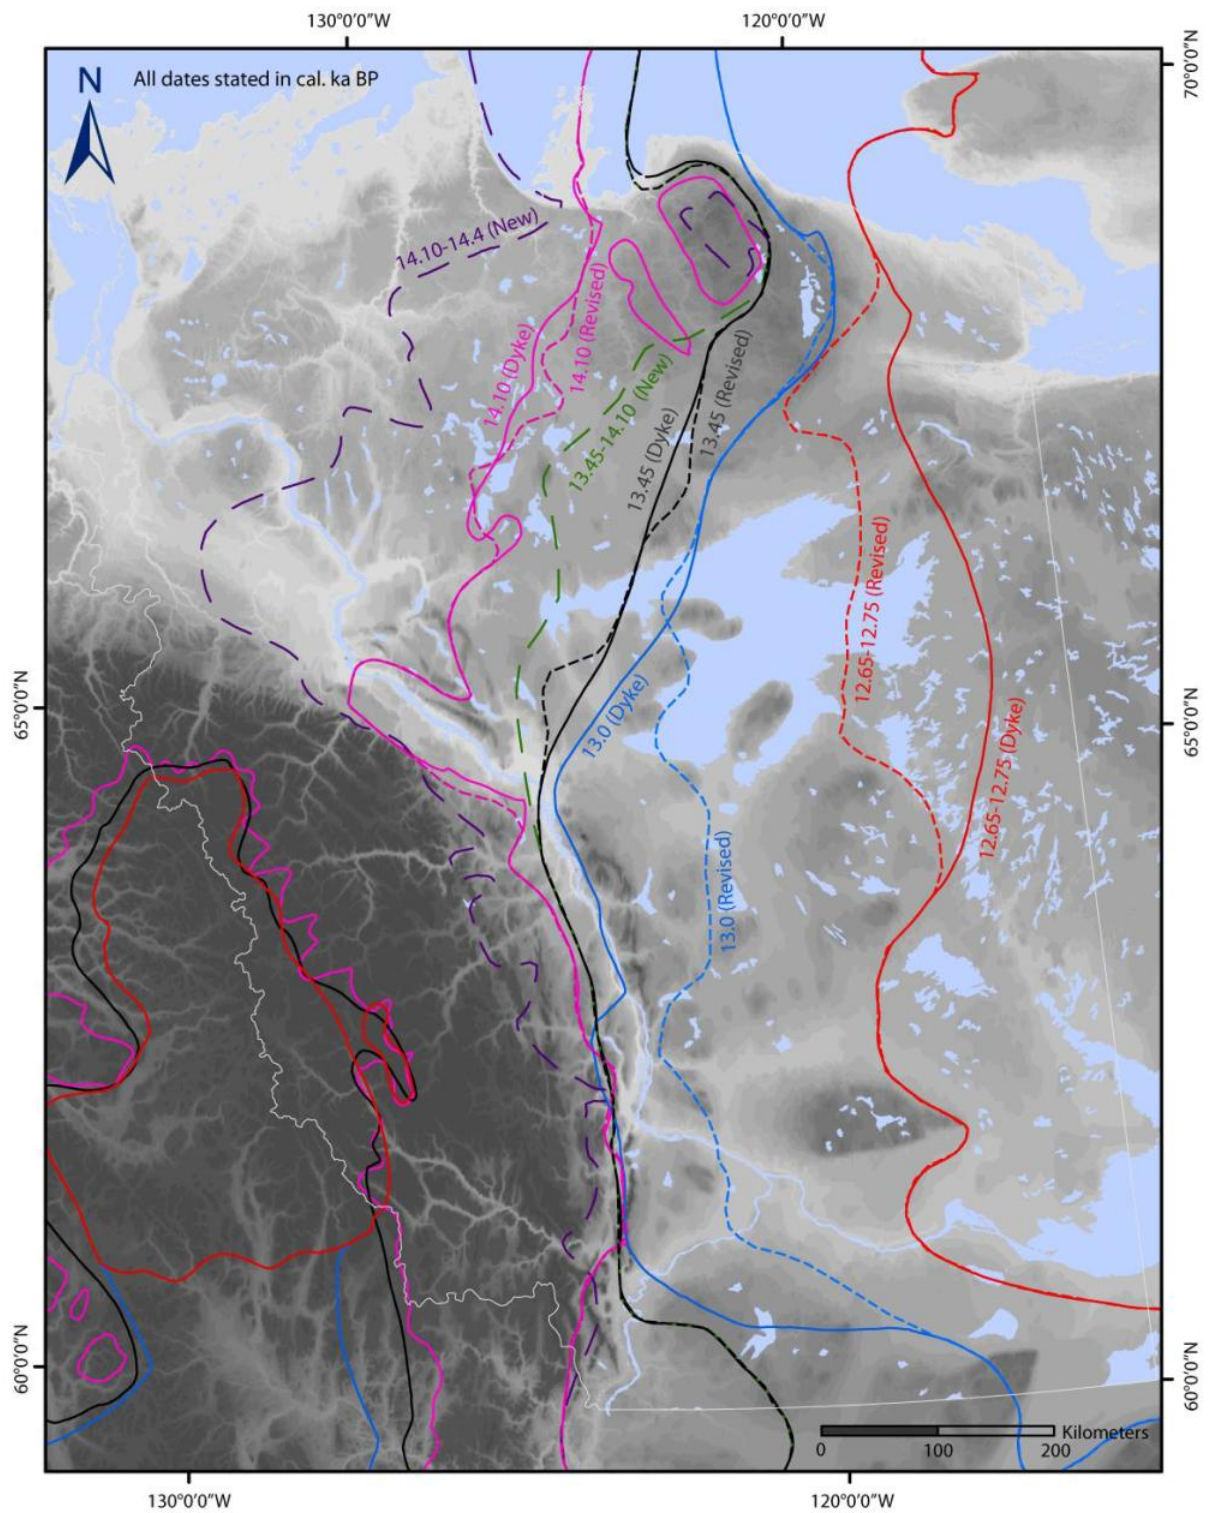 130°0'0"W
120°0'0"W
70°0'0"N
N
All dates stated in cal. ka BP
14.10-14.4 (New)
14.10 (Dyke)
14.10 (Revised)
13.45-14.10 (New)
13.45 (Dyke)
13.45 (Revised)
12.65-12.75 (Revised)
65°0'0"N
65°0'0"N
13.0 (Dyke)
12.65-12.75 (Dyke)
13.0 (Revised)
60°0'0"N
60°0'0"N
Kilometers
0
100
200
130°0'0"W
120°0'0"W